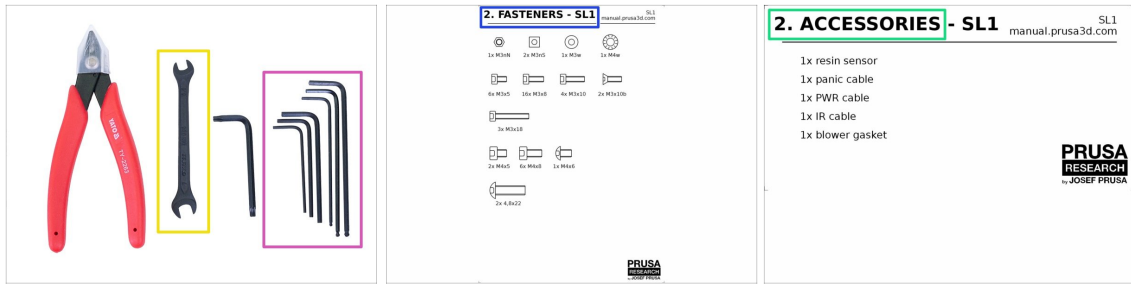 YATO
YT-2263
2. FASTENERS - SL1
SL1
manual.prusa3d.com
1x M3nN
2x M3nS
1x M3w
1x M4w
6x M3x5
16x M3x8
4x M3x10
2x M3x10b
3x M3x18
2x M4x5
6x M4x8
1x M4x6
2x 4,8x22
PRUSA
RESEARCH
by JOSEF PRUSA
2. ACCESSORIES - SL1
SL1
manual.prusa3d.com
1x resin sensor
1x panic cable
1x PWR cable
1x IR cable
1x blower gasket
PRUSA
RESEARCH
by JOSEF PRUSA